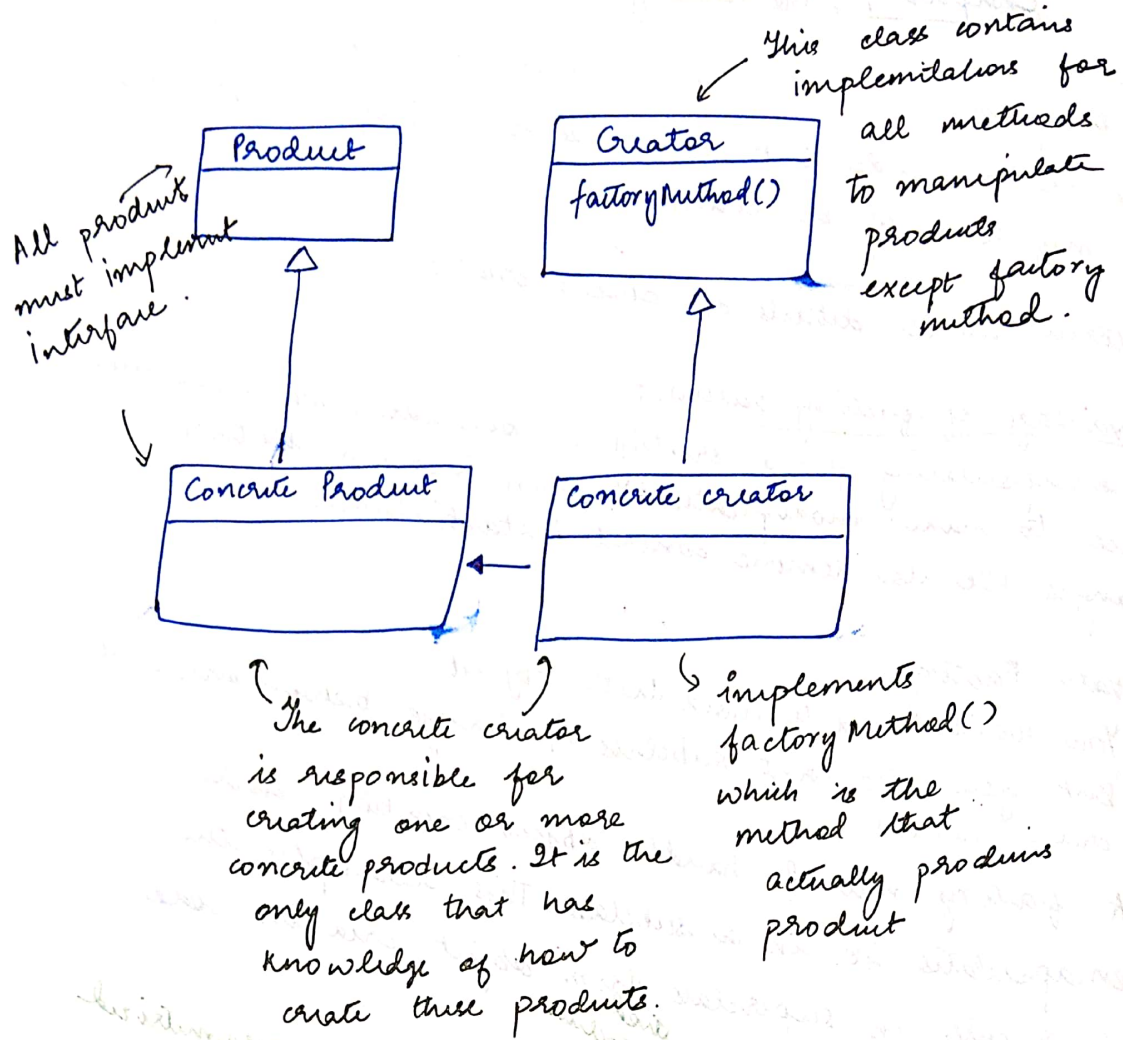 This class contains
implemitations for
all methods
to manipulate
products
except factory
method.
Product
Creator
factoryMethod()
All product
must implement
interface.
Concrete Product
Concrete creator
The concrete creator
is responsible for
creating one or more
concrete products. It is the
only class that has
knowledge of how to
create these products.
implements
factory Method()
which is the
method that
actually produces
product